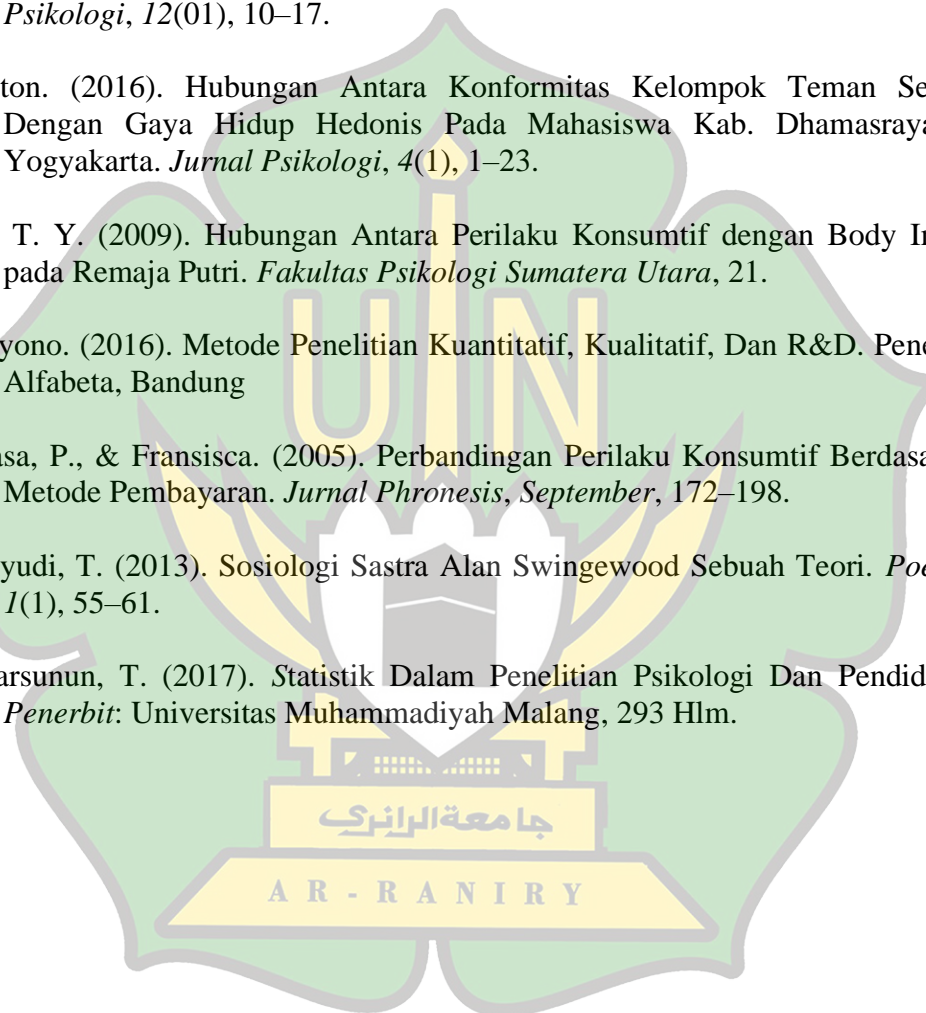 Psikologi, 12(01), 10–17.
ton. (2016). Hubungan Antara Konformitas Kelompok Teman Se
Dengan Gaya Hidup Hedonis Pada Mahasiswa Kab. Dhamasraya
Yogyakarta. Jurnal Psikologi, 4(1), 1–23.
T. Y. (2009). Hubungan Antara Perilaku Konsumtif dengan Body
pada Remaja Putri. Fakultas Psikologi Sumatera Utara, 21.
yono. (2016). Metode Penelitian Kuantitatif, Kualitatif, Dan R&D. Pene
Alfabeta, Bandung
asa, P., & Fransisca. (2005). Perbandingan Perilaku Konsumtif Berdasa
Metode Pembayaran. Jurnal Phronesis, September, 172–198.
yudi, T. (2013). Sosiologi Sastra Alan Swingewood Sebuah Teori. Poe
1(1), 55–61.
arsunun, T. (2017). Statistik Dalam Penelitian Psikologi Dan Pendid
Penerbit: Universitas Muhammadiyah Malang, 293 Hlm.
UIN
جامعة الرانري
AR-RANIRY